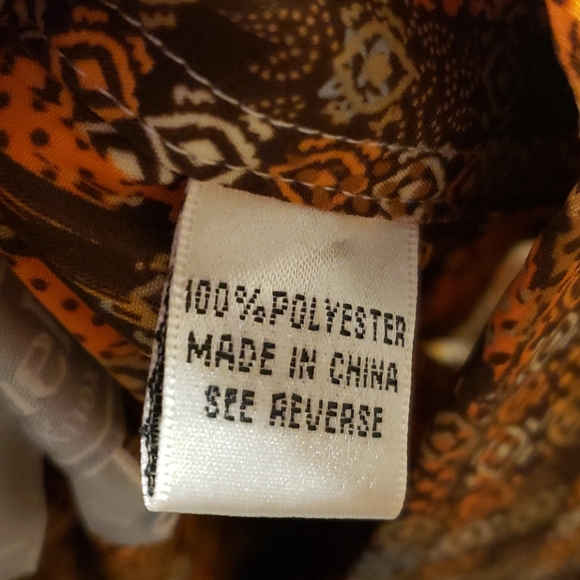 100% POLYESTER
MADE IN CHINA
SEE REVERSE